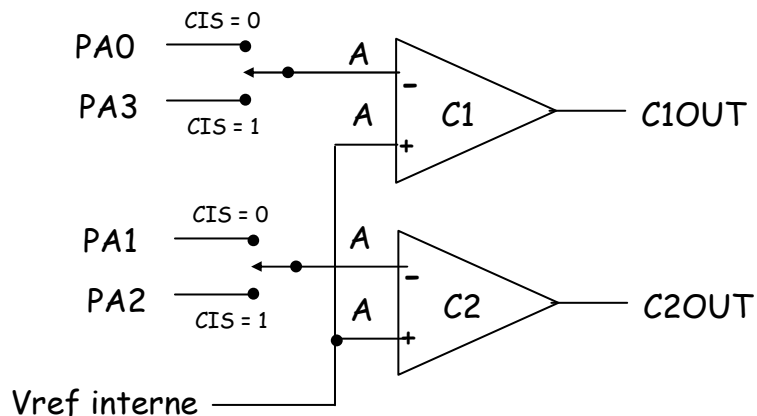 CIS = 0
PA0
A
-
PA3
A
C1
C1OUT
CIS = 1
+
CIS = 0
PA1
A
-
PA2
A
C2
C2OUT
CIS = 1
+
Vref interne